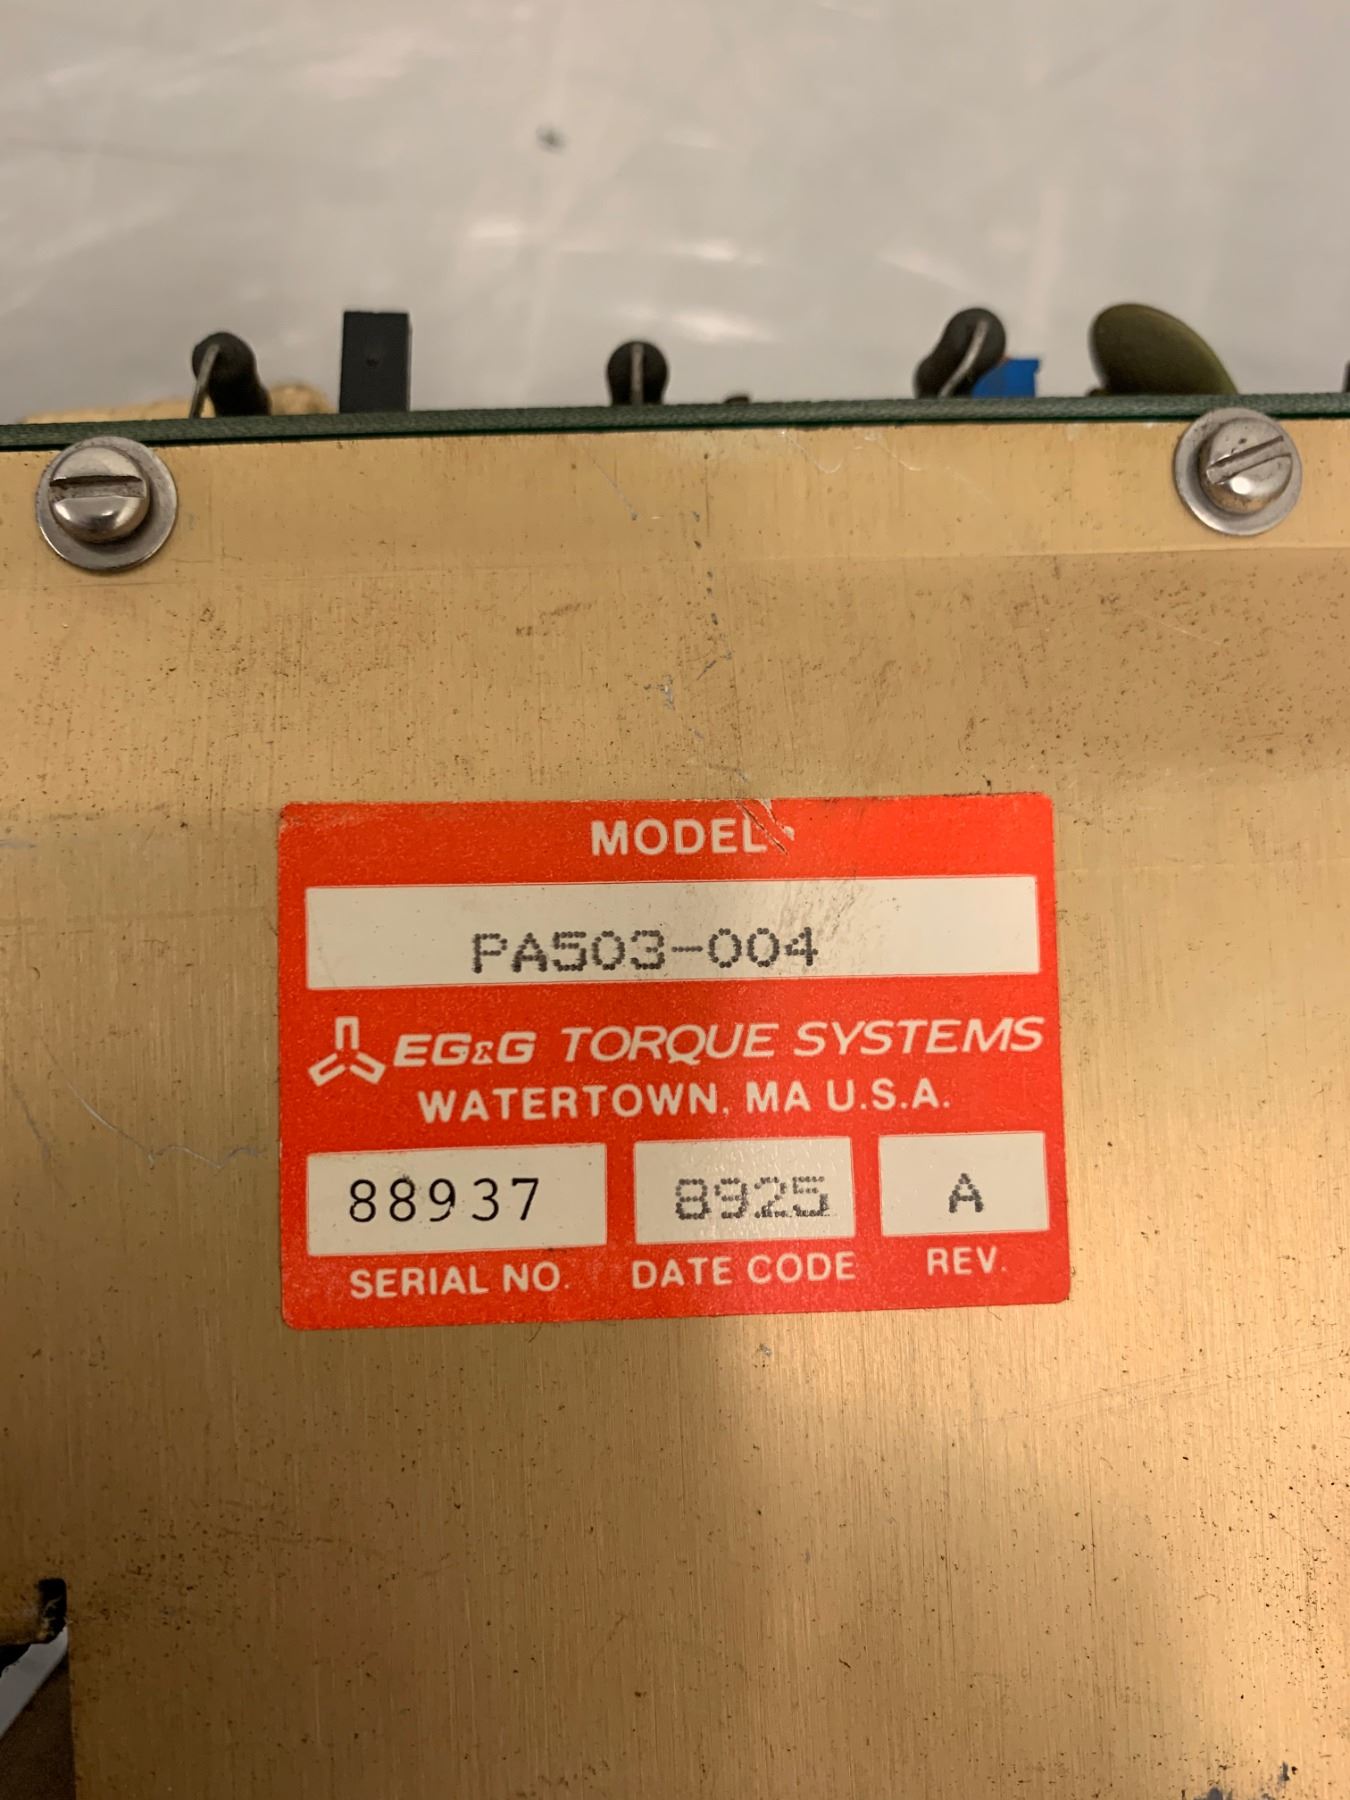 MODEL
PA503-004
EG&G TORQUE SYSTEMS
WATERTOWN, MA U.S.A.
88937 8925 A
SERIAL NO. DATE CODE REV.